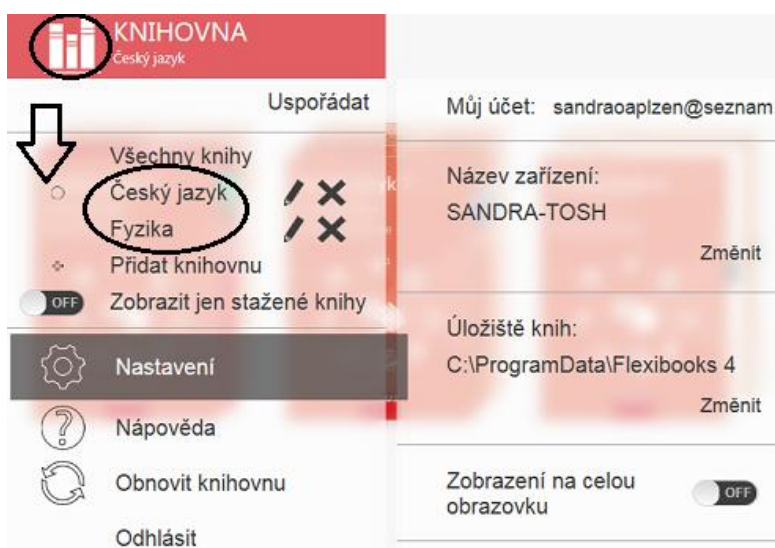 KNIHOVNA
Český jazyk
Uspořádat
Všechny knihy
Český jazyk
Fyzika
Přidat knihovnu
OFF Zobrazit jen stažené knihy
Nastavení
Nápověda
Obnovit knihovnu
Odhlásit
Můj účet: sandraoaplzen@seznam
Název zařízení:
SANDRA-TOSH
Změnit
Úložiště knih:
C:\ProgramData\Flexibooks 4
Změnit
Zobrazení na celou
obrazovku
OFF